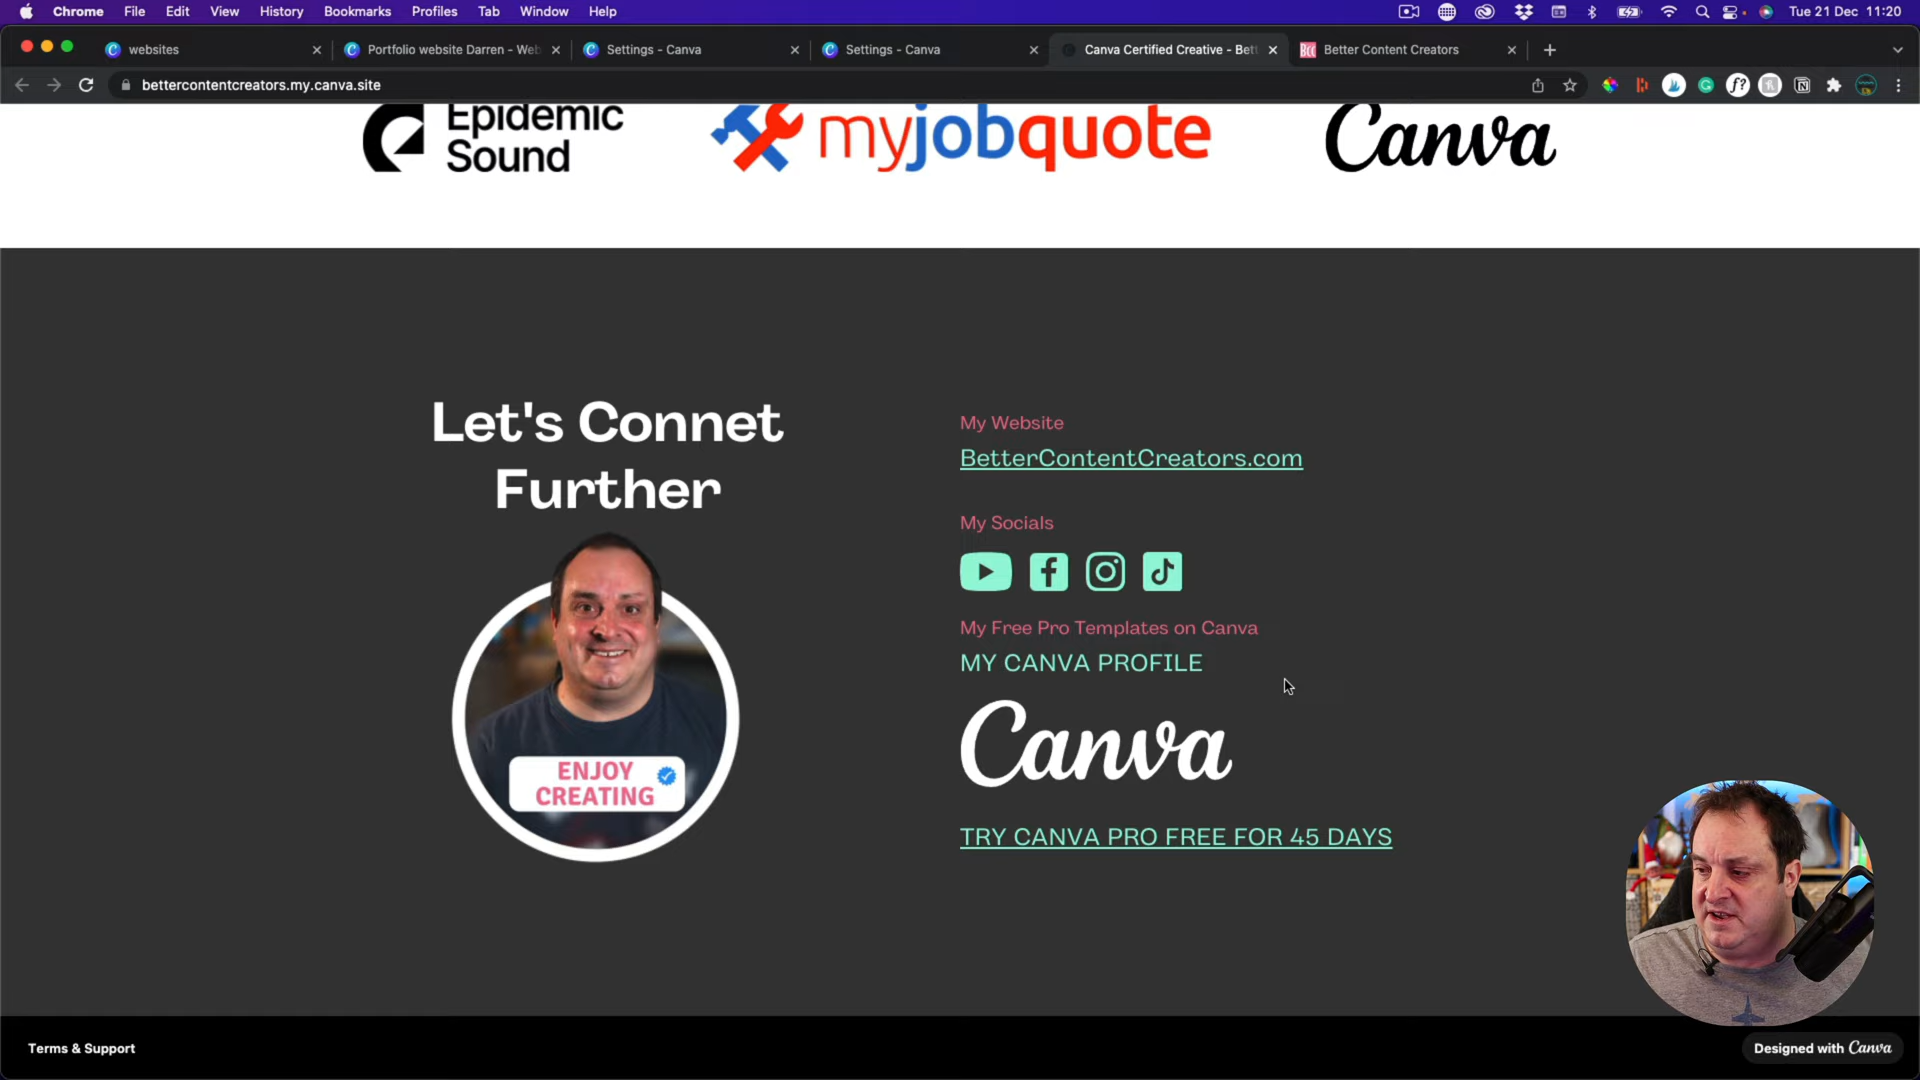 Chrome File Edit View History Bookmarks Profiles Tab Window Help Tue 21 Dec 11:20
websites
Portfolio website Darren - Web
Settings - Canva
Settings - Canva
Canva Certified Creative - Bett
BCC Better Content Creators
bettercontentcreators.my.canva.site
f?
Epidemic
Sound
myjobquote
Canva
Let's Connet
Further
ENJOY
CREATING
My Website
BetterContentCreators.com
My Socials
My Free Pro Templates on Canva
MY CANVA PROFILE
Canva
TRY CANVA PRO FREE FOR 45 DAYS
Terms & Support
Designed with Canva